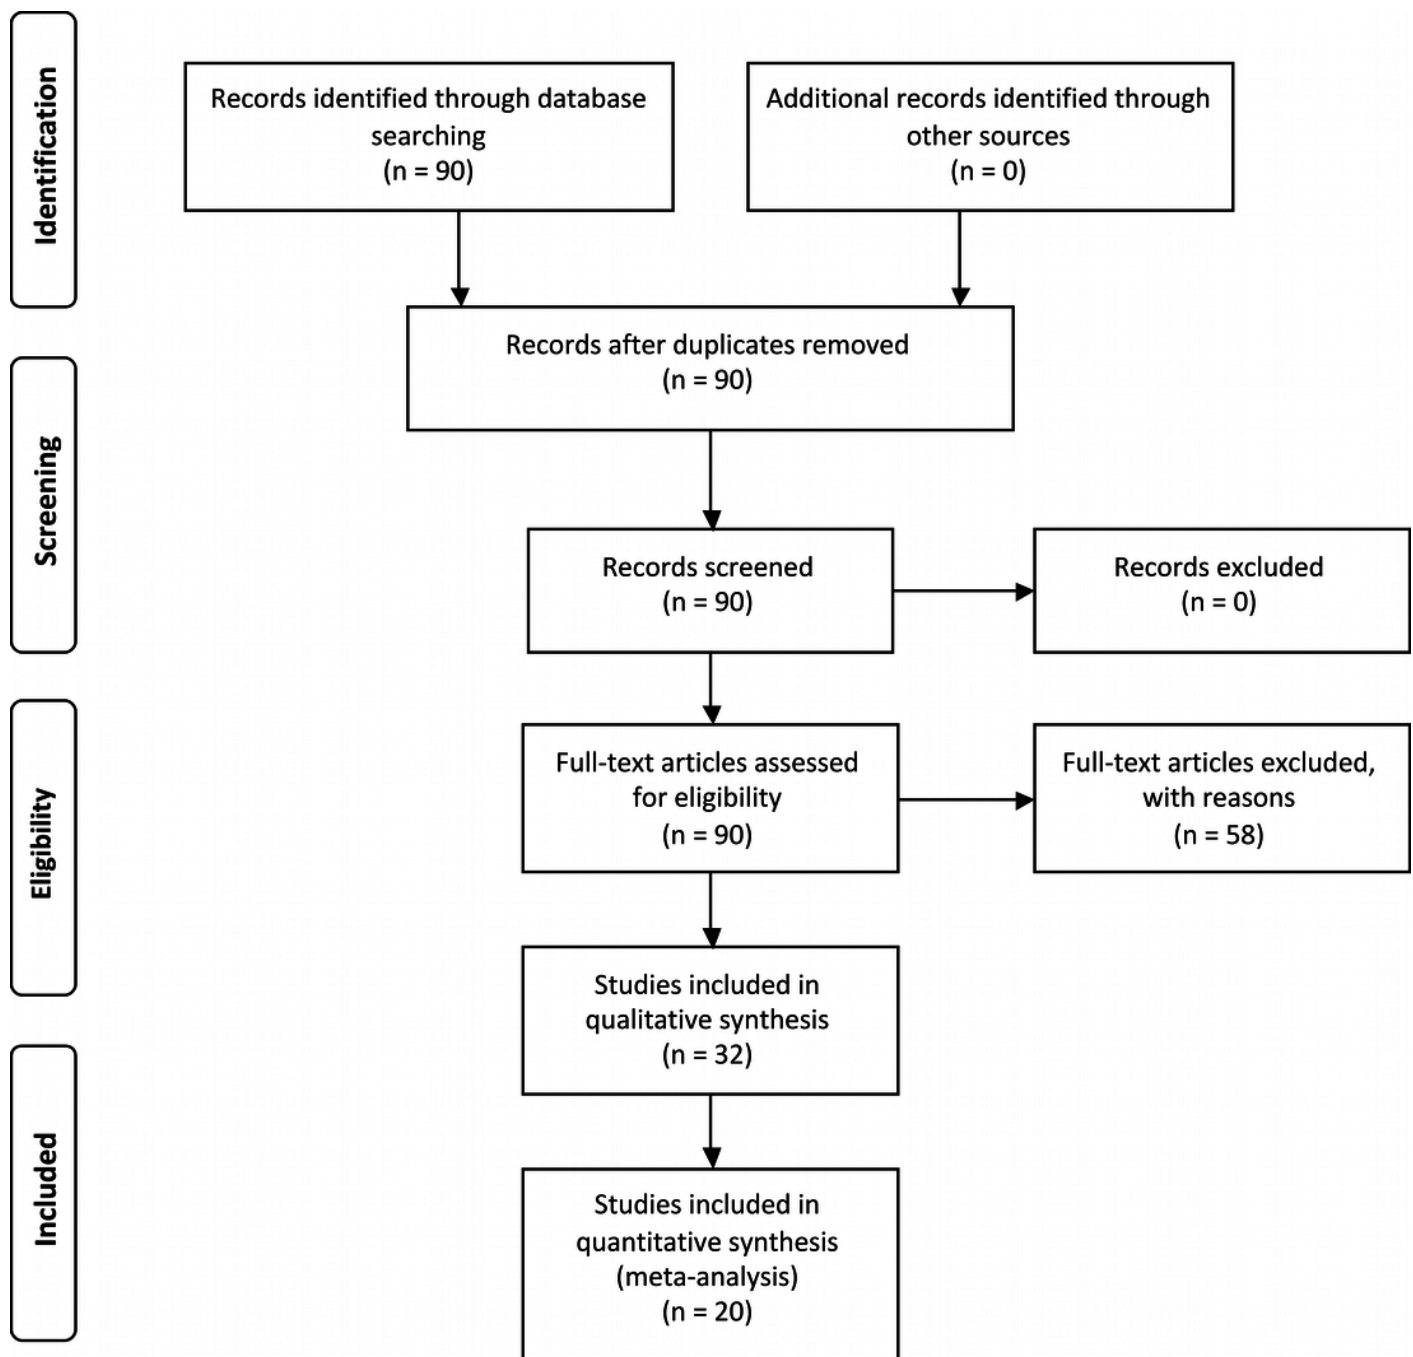 Identification
Records identified through database
searching
(n = 90)
Additional records identified through
other sources
(n = 0)
Records after duplicates removed
(n = 90)
Screening
Records screened
(n = 90)
Records excluded
(n = 0)
Eligibility
Full-text articles assessed
for eligibility
(n = 90)
Full-text articles excluded,
with reasons
(n = 58)
Studies included in
qualitative synthesis
(n = 32)
Included
Studies included in
quantitative synthesis
(meta-analysis)
(n = 20)